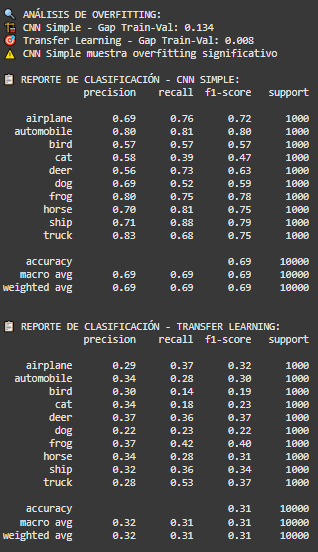 🔍 ANÁLISIS DE OVERFITTING:
🏗️ CNN Simple - Gap Train-Val: 0.134
🎯 Transfer Learning - Gap Train-Val: 0.008
⚠️ CNN Simple muestra overfitting significativo
📋 REPORTE DE CLASIFICACIÓN - CNN SIMPLE:
precision recall f1-score support
airplane 0.69 0.76 0.72 1000
automobile 0.80 0.81 0.80 1000
bird 0.57 0.57 0.57 1000
cat 0.58 0.39 0.47 1000
deer 0.56 0.73 0.63 1000
dog 0.69 0.52 0.59 1000
frog 0.80 0.75 0.78 1000
horse 0.70 0.81 0.75 1000
ship 0.71 0.88 0.79 1000
truck 0.83 0.68 0.75 1000
accuracy 0.69 10000
macro avg 0.69 0.69 0.69 10000
weighted avg 0.69 0.69 0.69 10000
📋 REPORTE DE CLASIFICACIÓN - TRANSFER LEARNING:
precision recall f1-score support
airplane 0.29 0.37 0.32 1000
automobile 0.34 0.28 0.30 1000
bird 0.30 0.14 0.19 1000
cat 0.34 0.18 0.23 1000
deer 0.37 0.36 0.37 1000
dog 0.22 0.23 0.22 1000
frog 0.37 0.42 0.40 1000
horse 0.34 0.28 0.31 1000
ship 0.32 0.36 0.34 1000
truck 0.28 0.53 0.37 1000
accuracy 0.31 10000
macro avg 0.32 0.31 0.31 10000
weighted avg 0.32 0.31 0.31 10000